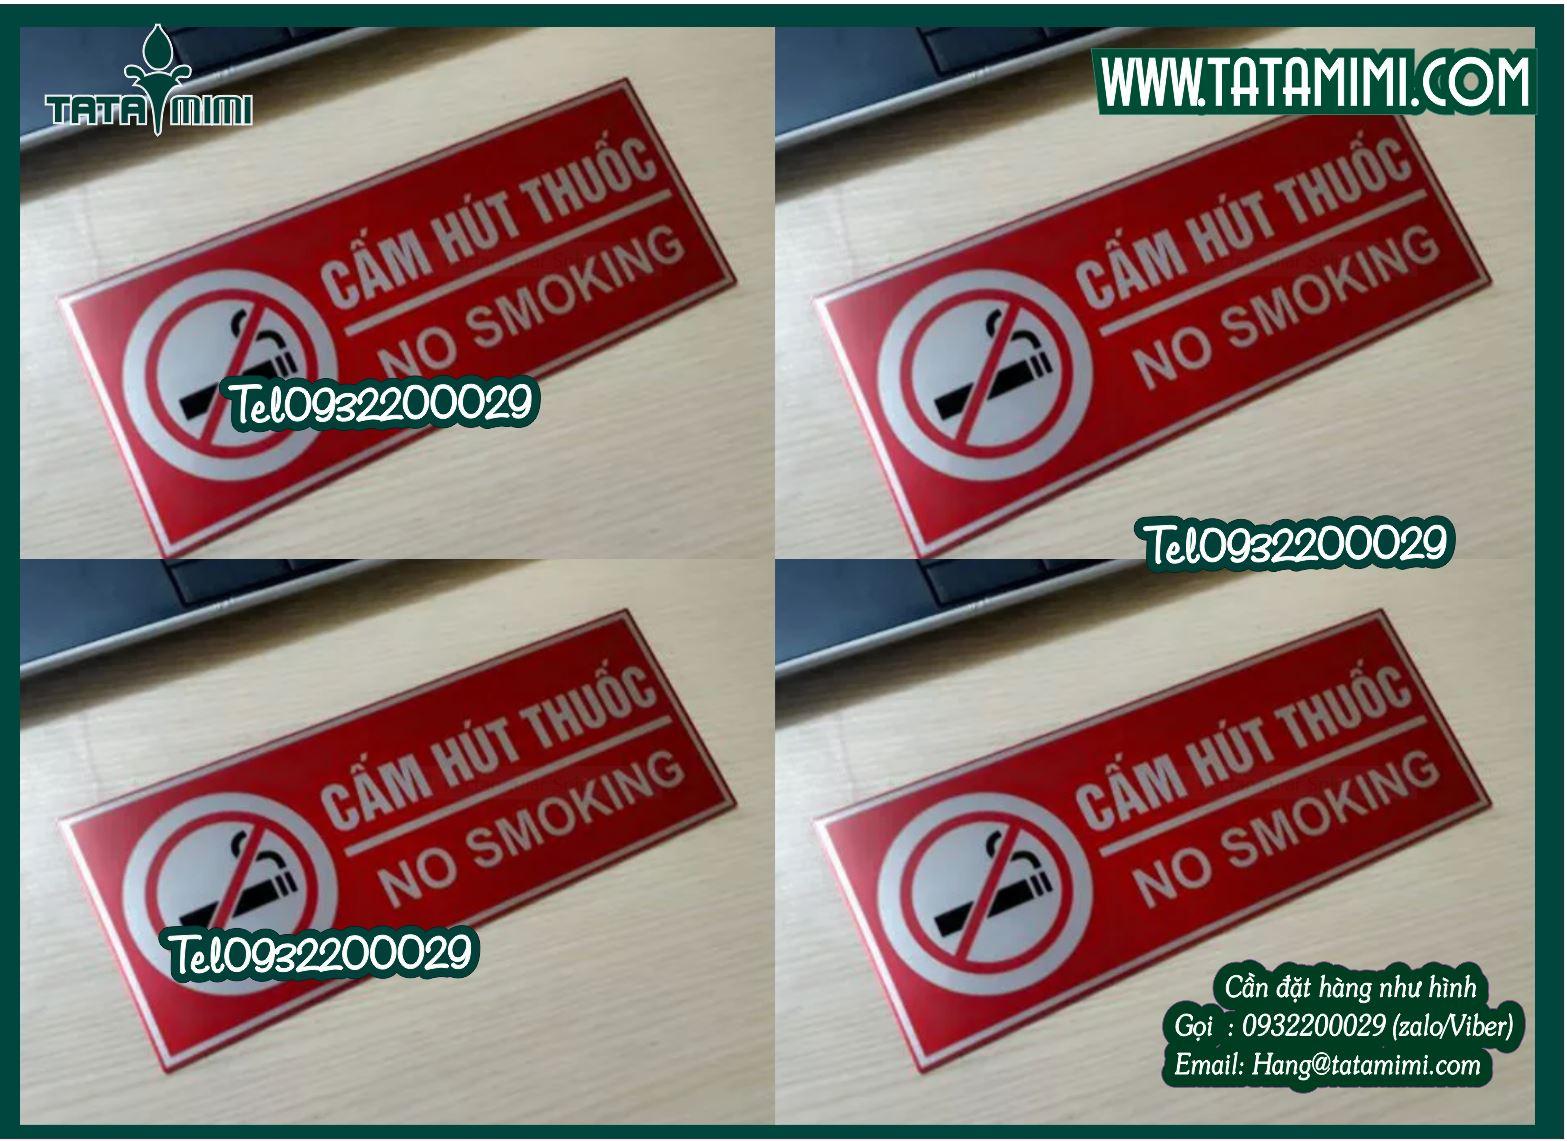 TATA MIMI
WWW.TATAMIMI.COM
CẤM HÚT THUỐC
NO SMOKING
Tel0932200029
CẤM HÚT THUỐC
NO SMOKING
Tel0932200029
CẤM HÚT THUỐC
NO SMOKING
Tel0932200029
CẤM HÚT THUỐC
NO SMOKING
Cần đặt hàng như hình
Gọi : 0932200029 (zalo/Viber)
Email: Hang@tatamimi.com